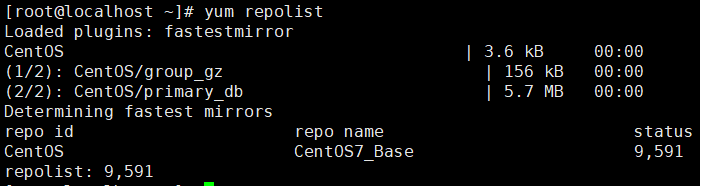 [root@localhost ~]# yum repolist
Loaded plugins: fastestmirror
CentOS | 3.6 kB 00:00
(1/2): CentOS/group_gz | 156 kB 00:00
(2/2): CentOS/primary_db | 5.7 MB 00:00
Determining fastest mirrors
repo id repo name status
CentOS CentOS7_Base 9,591
repolist: 9,591